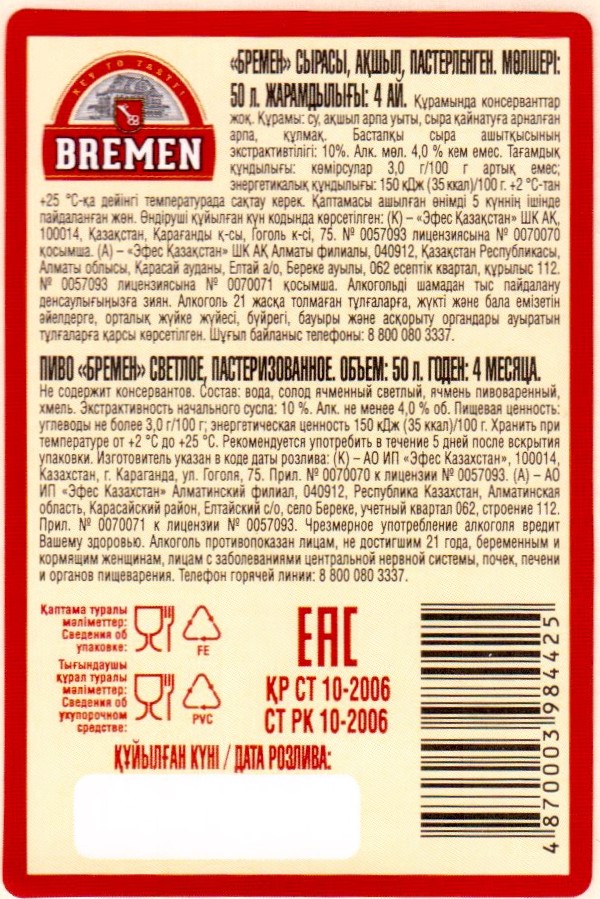 KEY TO TASTE!
BREMEN
«БРЕМЕН» СЫРАСЫ, АҚШЫЛ, ПАСТЕРЛЕНГЕН. МӨЛШЕРІ:
50 л. ЖАРАМДЫЛЫҒЫ: 4 АЙ. Құрамында консерванттар
жоқ. Құрамы: су, ақшыл арпа уыты, сыра қайнатуға арналған
арпа, құлмақ. Бастапқы сыра ашытқысының
экстрактивтілігі: 10%. Алк. мөл. 4,0 % кем емес. Тағамдық
құндылығы: көмірсулар 3,0 г/100 г артық емес;
энергетикалық құндылығы: 150 кДж (35 ккал)/100 г. +2 °C-тан
+25 °C-қа дейінгі температурада сақтау керек. Қаптамасы ашылған өнімді 5 күннің ішінде
пайдаланған жөн. Өндіруші құйылған күн кодында көрсетілген: (К) – «Эфес Қазақстан» ШК АҚ,
100014, Қазақстан, Қарағанды қ-сы, Гоголь к-сі, 75. № 0057093 лицензиясына № 0070070
қосымша. (А) – «Эфес Қазақстан» ШК АҚ Алматы филиалы, 040912, Қазақстан Республикасы,
Алматы облысы, Қарасай ауданы, Елтай а/о, Береке ауылы, 062 есептік квартал, құрылыс 112.
№ 0057093 лицензиясына № 0070071 қосымша. Алкогольді шамадан тыс пайдалану
денсаулығыңызға зиян. Алкоголь 21 жасқа толмаған тұлғаларға, жүкті және бала емізетін
әйелдерге, орталық жүйке жүйесі, бүйрегі, бауыры және асқорыту органдары ауыратын
тұлғаларға қарсы көрсетілген. Шұғыл байланыс телефоны: 8 800 080 3337.
ПИВО «БРЕМЕН» СВЕТЛОЕ, ПАСТЕРИЗОВАННОЕ. ОБЪЕМ: 50 л. ГОДЕН: 4 МЕСЯЦА.
Не содержит консервантов. Состав: вода, солод ячменный светлый, ячмень пивоваренный,
хмель. Экстрактивность начального сусла: 10 %. Алк. не менее 4,0 % об. Пищевая ценность:
углеводы не более 3,0 г/100 г; энергетическая ценность 150 кДж (35 ккал)/100 г. Хранить при
температуре от +2 °C до +25 °C. Рекомендуется употребить в течение 5 дней после вскрытия
упаковки. Изготовитель указан в коде даты розлива: (К) – АО ИП «Эфес Казахстан», 100014,
Казахстан, г. Караганда, ул. Гоголя, 75. Прил. № 0070070 к лицензии № 0057093. (А) – АО
ИП «Эфес Казахстан» Алматинский филиал, 040912, Республика Казахстан, Алматинская
область, Карасайский район, Елтайский с/о, село Береке, учетный квартал 062, строение 112.
Прил. № 0070071 к лицензии № 0057093. Чрезмерное употребление алкоголя вредит
Вашему здоровью. Алкоголь противопоказан лицам, не достигшим 21 года, беременным и
кормящим женщинам, лицам с заболеваниями центральной нервной системы, почек, печени
и органов пищеварения. Телефон горячей линии: 8 800 080 3337.
Қаптама туралы
мәліметтер:
Сведения об
упаковке:
FE
Тығындаушы
құрал туралы
мәліметтер:
Сведения об
укупорочном
средстве:
PVC
EAC
ҚР СТ 10-2006
СТ РК 10-2006
ҚҰЙЫЛҒАН КҮНІ / ДАТА РОЗЛИВА:
4 870003 984425